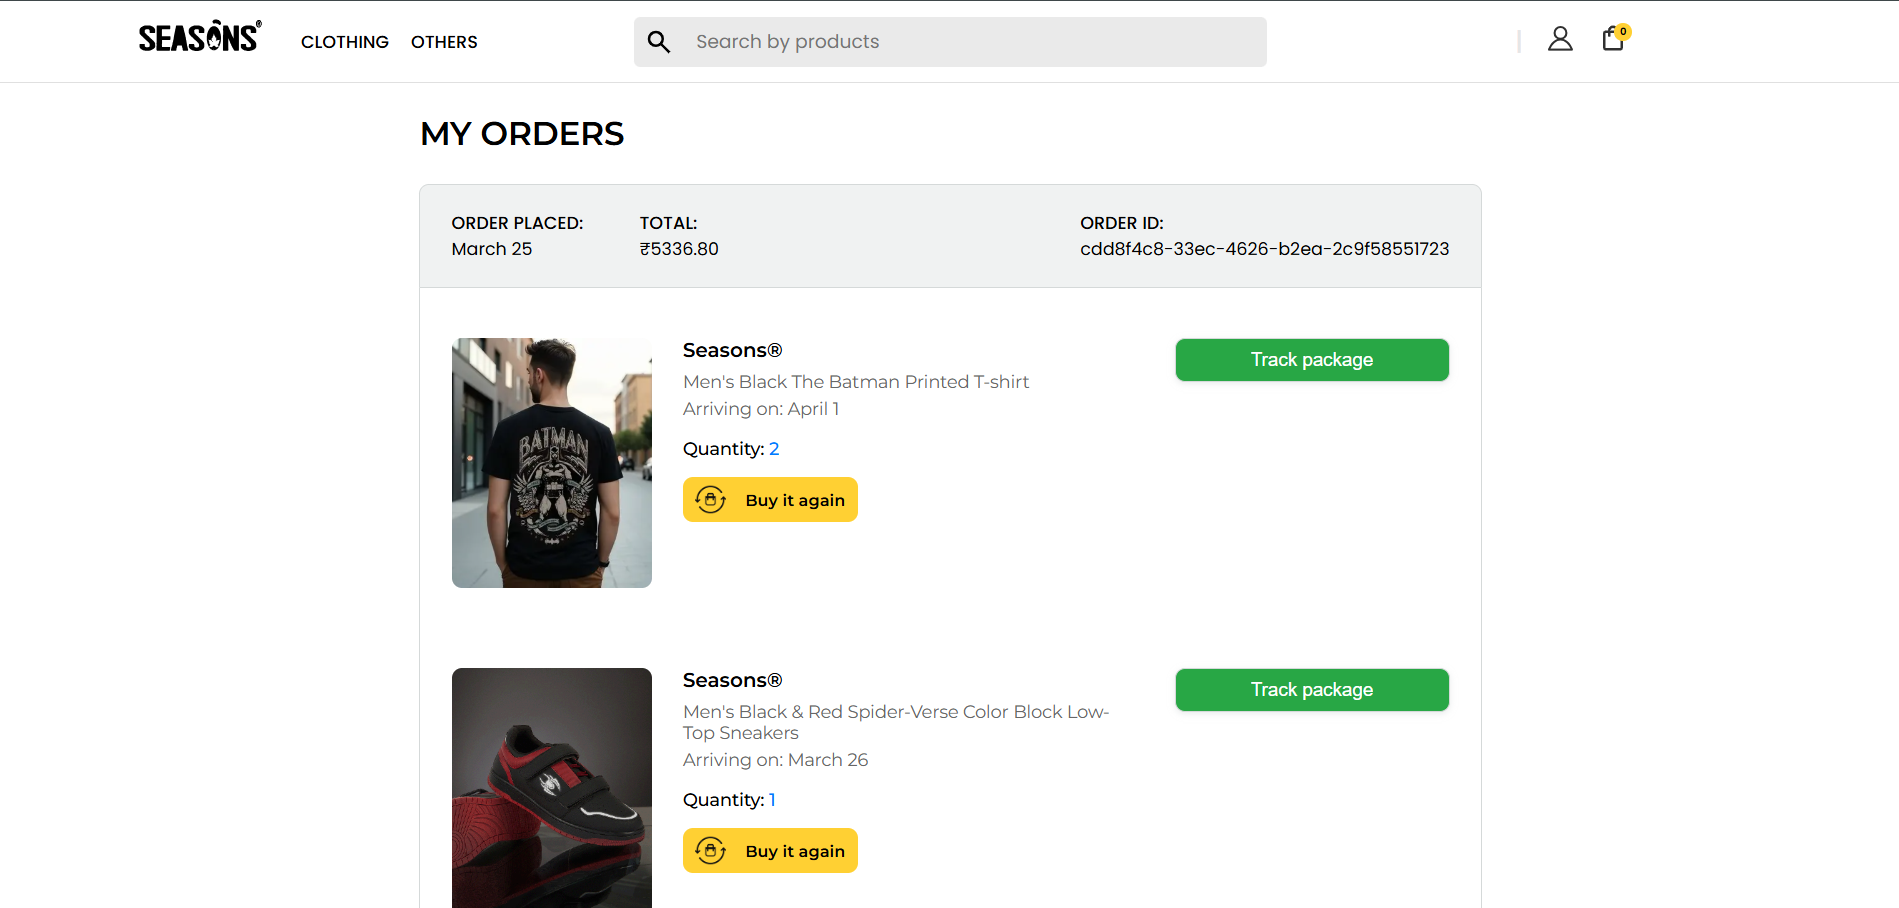 SEASONS®
CLOTHING
OTHERS
Search by products
0
MY ORDERS
ORDER PLACED:
March 25
TOTAL:
₹5336.80
ORDER ID:
cdd8f4c8-33ec-4626-b2ea-2c9f58551723
BATMAN
Seasons®
Men's Black The Batman Printed T-shirt
Arriving on: April 1
Quantity: 2
Buy it again
Track package
Seasons®
Men's Black & Red Spider-Verse Color Block Low-
Top Sneakers
Arriving on: March 26
Quantity: 1
Buy it again
Track package